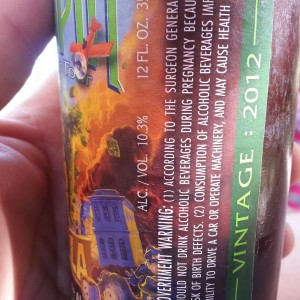 12 FL. OZ.
ALC./VOL. 10.3%
GOVERNMENT WARNING: (1) ACCORDING TO THE SURGEON GENERAL
SHOULD NOT DRINK ALCOHOLIC BEVERAGES DURING PREGNANCY BECAU
RISK OF BIRTH DEFECTS. (2) CONSUMPTION OF ALCOHOLIC BEVERAGES IMP
ABILITY TO DRIVE A CAR OR OPERATE MACHINERY, AND MAY CAUSE HEALTH
VINTAGE : 2012